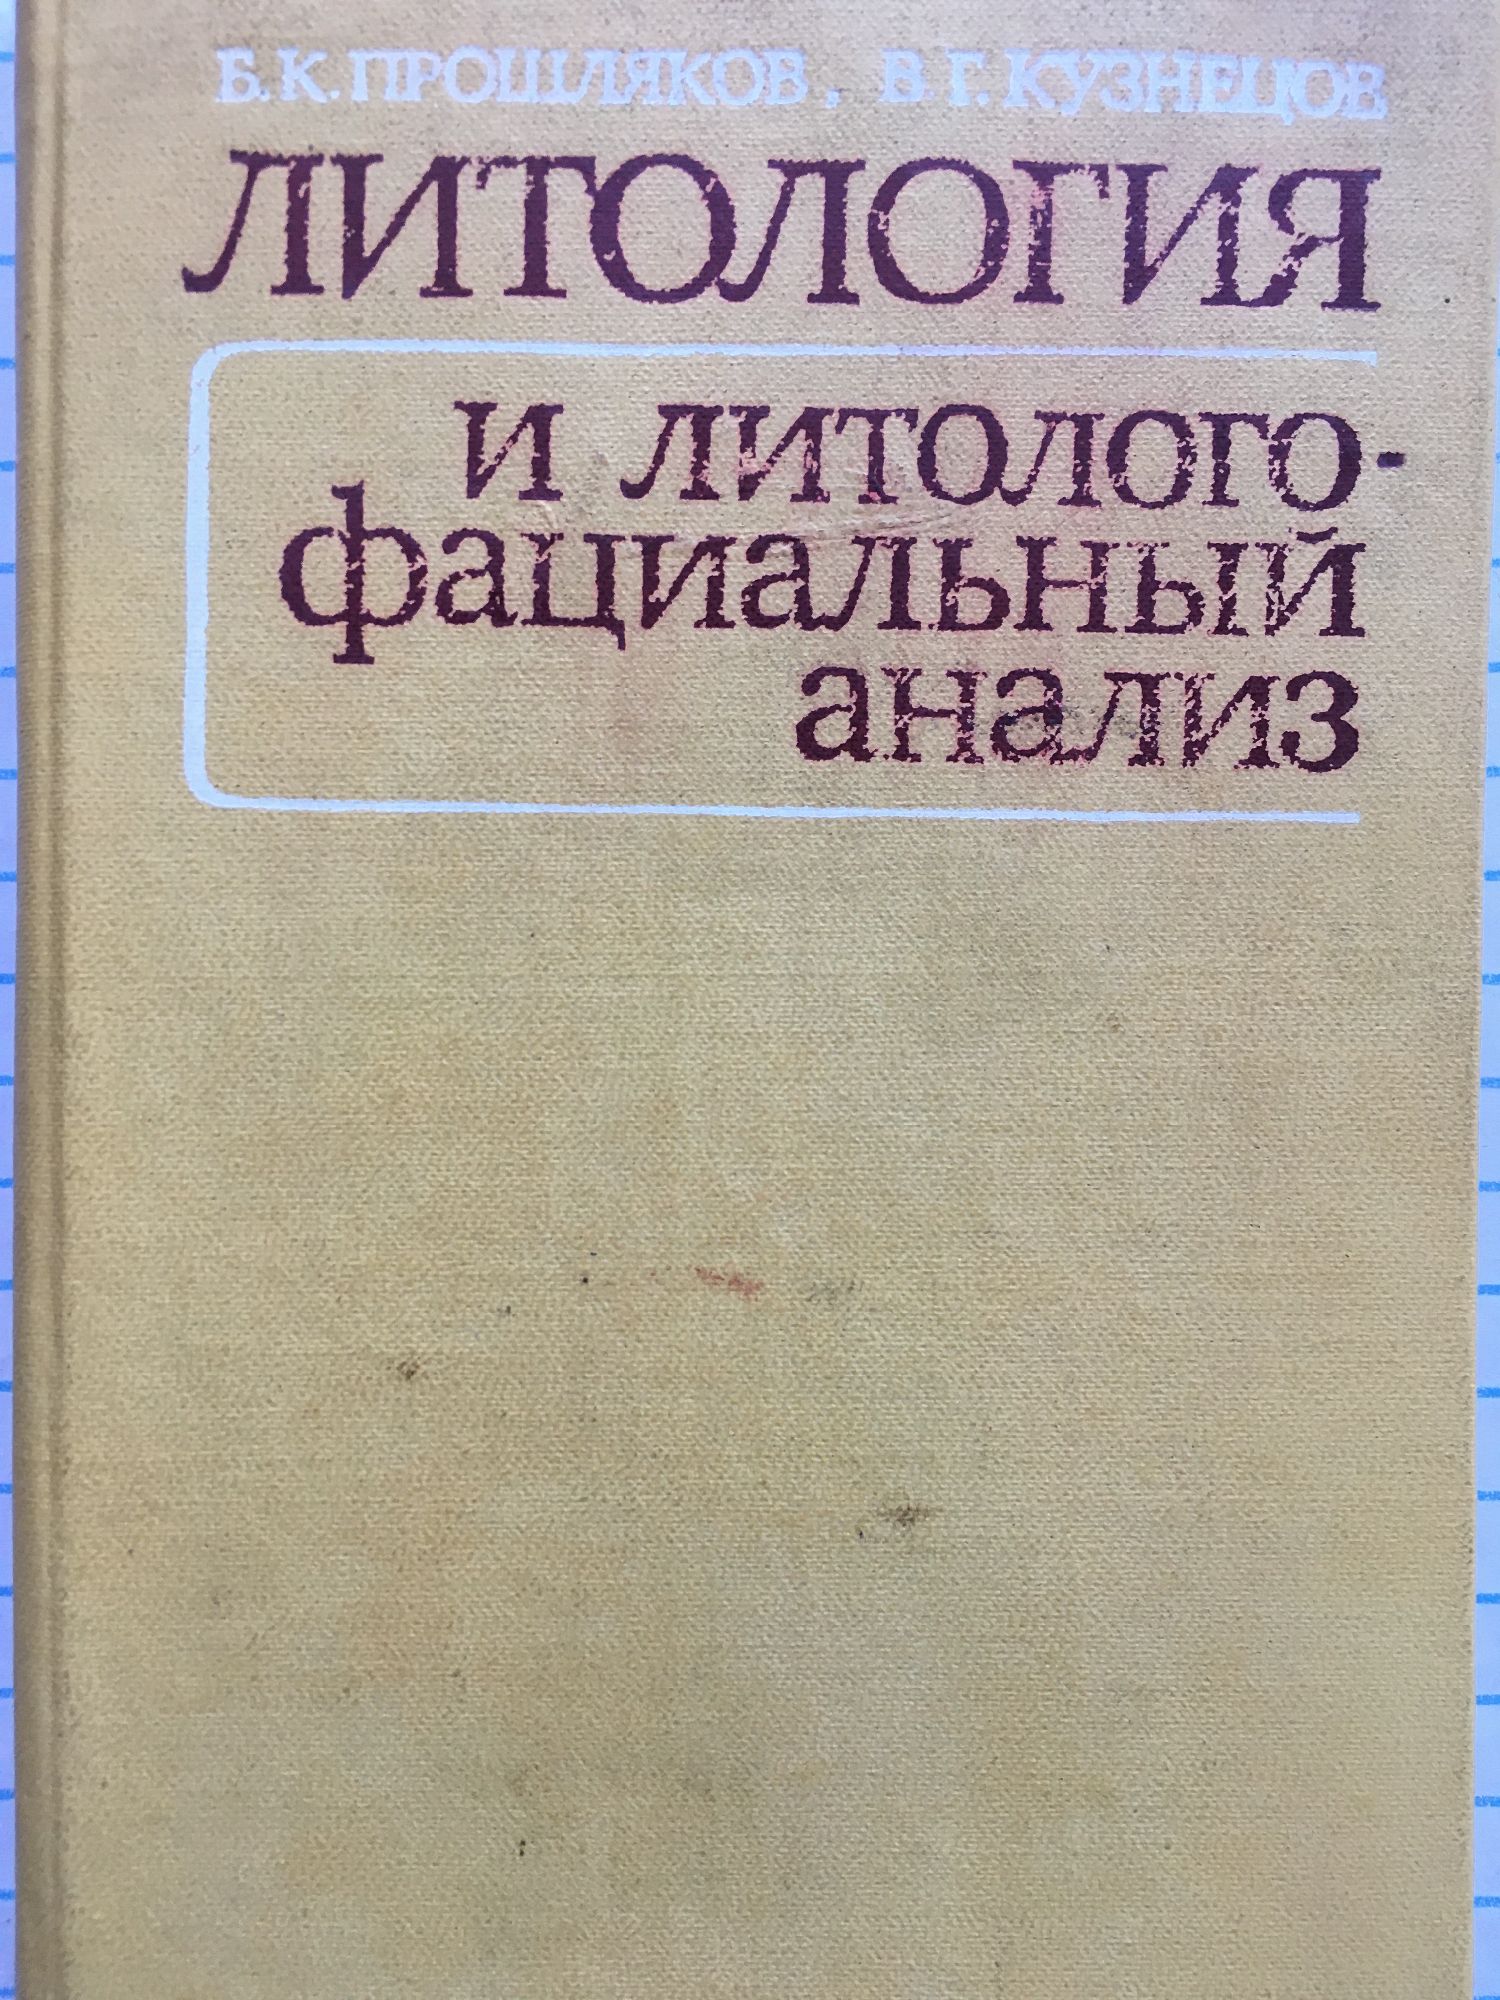 Б.К.ПРОШЛЯКОВ, В.Г.КУЗНЕЦОВ
ЛИТОЛОГИЯ
и литолого-
фациальный
анализ